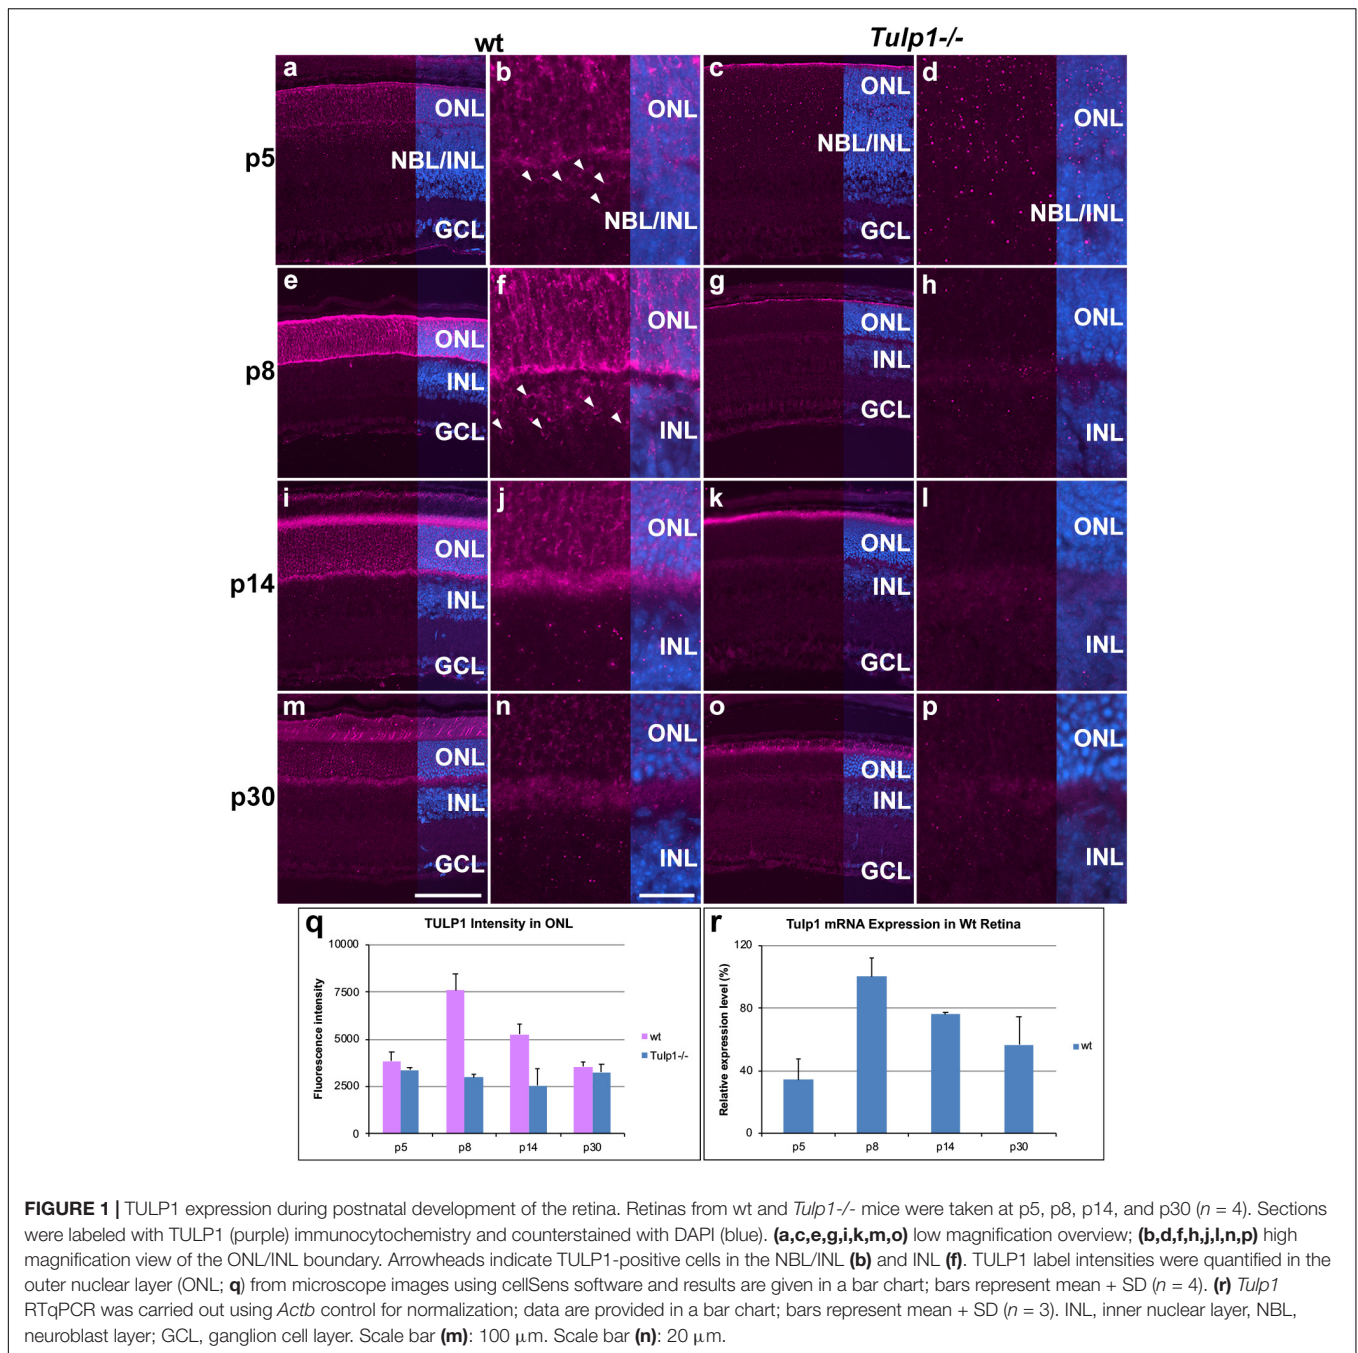 wt Tulp1-/-
a b c d
ONL ONL ONL ONL
p5 NBL/INL NBL/INL NBL/INL NBL/INL
GCL GCL
e f g h
ONL ONL ONL ONL
p8 INL INL INL INL
GCL GCL
i j k l
ONL ONL ONL ONL
p14 INL INL INL INL
GCL GCL
m n o p
ONL ONL ONL ONL
p30 INL INL INL INL
GCL GCL
q
TULP1 Intensity in ONL
Fluorescence intensity
10000
7500
5000
2500
0
p5 p8 p14 p30
wt
Tulp1-/-
r
Tulp1 mRNA Expression in Wt Retina
Relative expression level (%)
120
80
40
0
p5 p8 p14 p30
wt
FIGURE 1 | TULP1 expression during postnatal development of the retina. Retinas from wt and Tulp1-/- mice were taken at p5, p8, p14, and p30 (n = 4). Sections
were labeled with TULP1 (purple) immunocytochemistry and counterstained with DAPI (blue). (a,c,e,g,i,k,m,o) low magnification overview; (b,d,f,h,j,l,n,p) high
magnification view of the ONL/INL boundary. Arrowheads indicate TULP1-positive cells in the NBL/INL (b) and INL (f). TULP1 label intensities were quantified in the
outer nuclear layer (ONL; q) from microscope images using cellSens software and results are given in a bar chart; bars represent mean + SD (n = 4). (r) Tulp1
RTqPCR was carried out using Actb control for normalization; data are provided in a bar chart; bars represent mean + SD (n = 3). INL, inner nuclear layer, NBL,
neuroblast layer; GCL, ganglion cell layer. Scale bar (m): 100 μm. Scale bar (n): 20 μm.